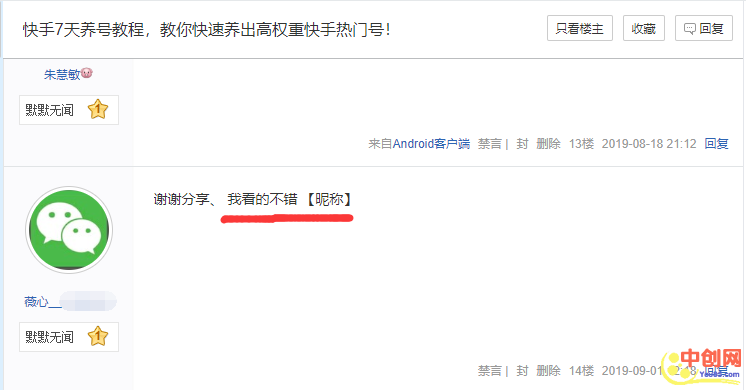 快手7天养号教程，教你快速养出高权重快手热门号！
只看楼主
收藏
回复
朱慧敏
默默无闻 1
来自Android客户端 禁言 | 封 删除 13楼 2019-08-18 21:12 回复
谢谢分享、 我看的不错 【昵称】
薇心__
默默无闻 1
禁言 | 封 删除 14楼 2019-09-01 回复
中创网